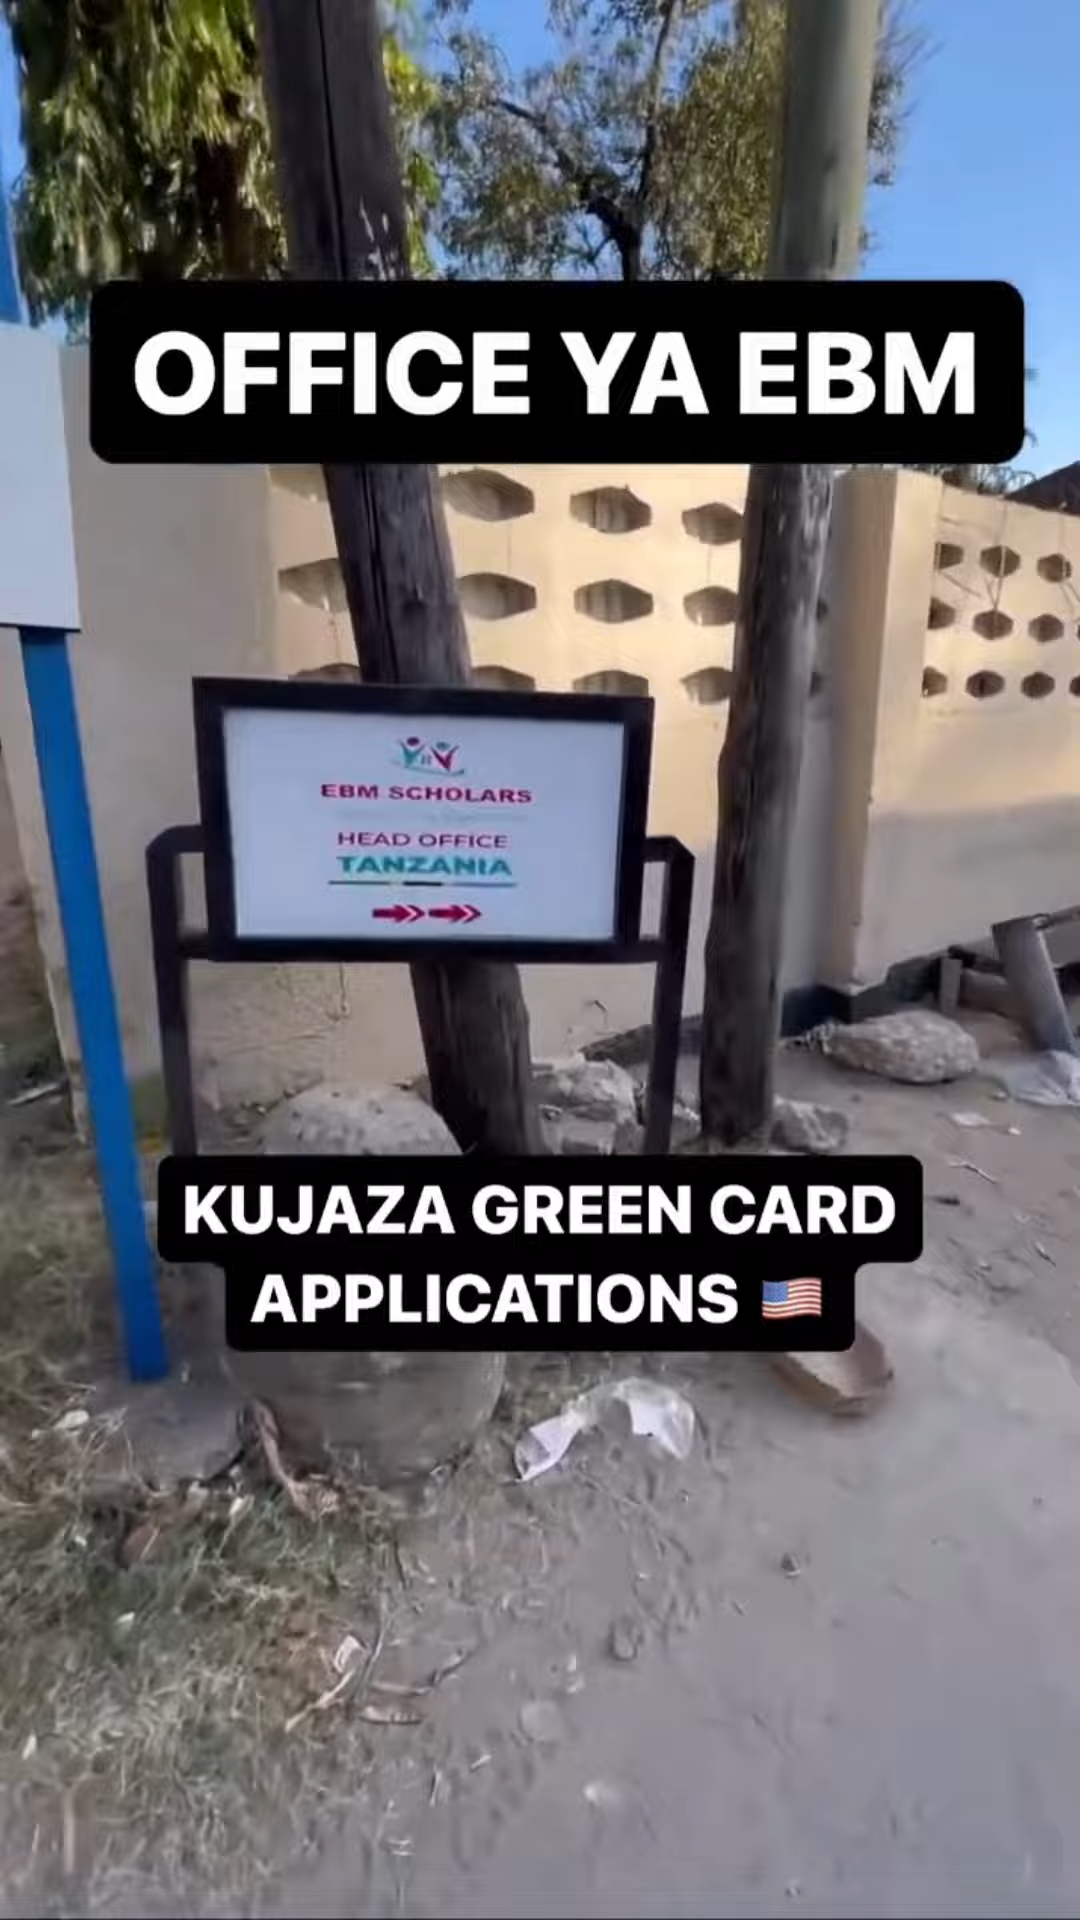 OFFICE YA EBM
EBM SCHOLARS
HEAD OFFICE
TANZANIA
KUJAZA GREEN CARD
APPLICATIONS 🇺🇸